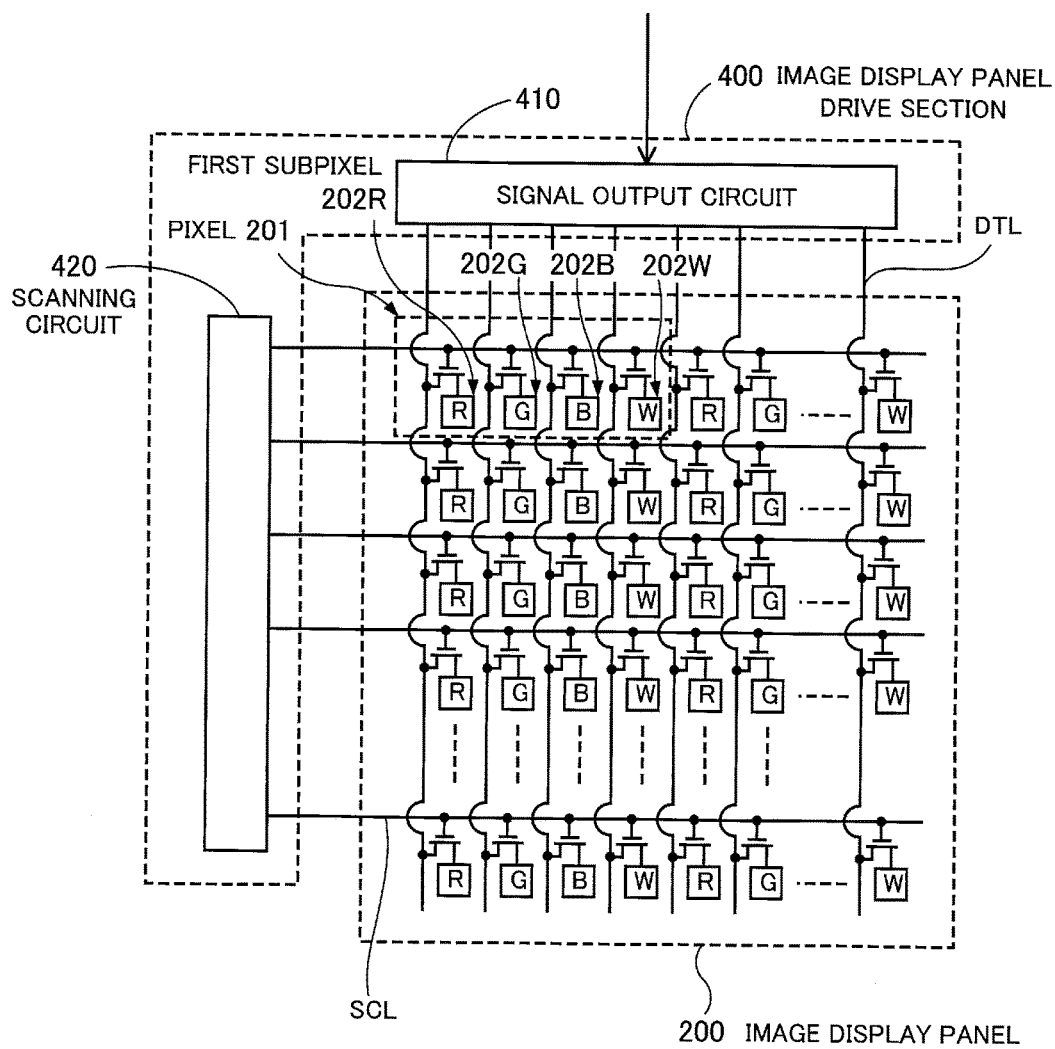 400 IMAGE DISPLAY PANEL
DRIVE SECTION
410
FIRST SUBPIXEL
202R
SIGNAL OUTPUT CIRCUIT
PIXEL 201
DTL
420
SCANNING
CIRCUIT
202G 202B 202W
R G B W R G W
R G B W R G W
R G B W R G W
R G B W R G W
R G B W R G W
SCL
200 IMAGE DISPLAY PANEL